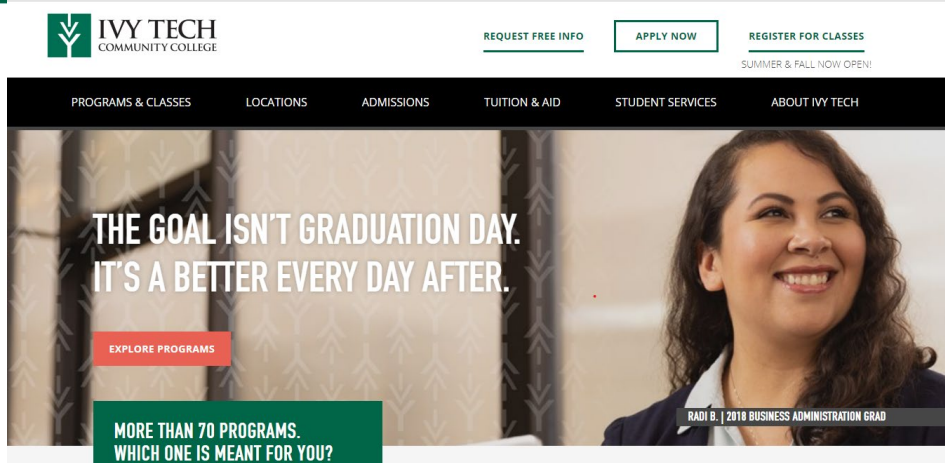 IVY TECH
COMMUNITY COLLEGE
REQUEST FREE INFO
APPLY NOW
REGISTER FOR CLASSES
SUMMER & FALL NOW OPEN!
PROGRAMS & CLASSES
LOCATIONS
ADMISSIONS
TUITION & AID
STUDENT SERVICES
ABOUT IVY TECH
THE GOAL ISN'T GRADUATION DAY.
IT'S A BETTER EVERY DAY AFTER.
EXPLORE PROGRAMS
RADI B. | 2018 BUSINESS ADMINISTRATION GRAD
MORE THAN 70 PROGRAMS.
WHICH ONE IS MEANT FOR YOU?